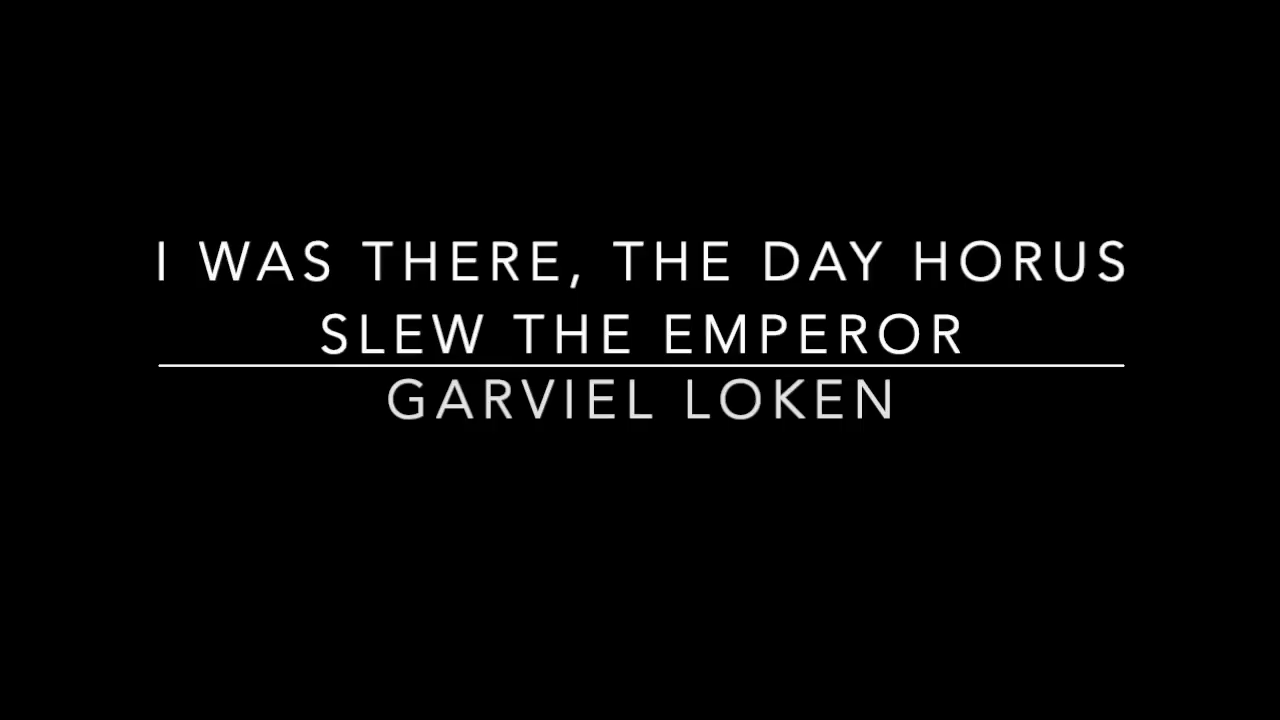 I WAS THERE, THE DAY HORUS
SLEW THE EMPEROR
GARVIEL LOKEN